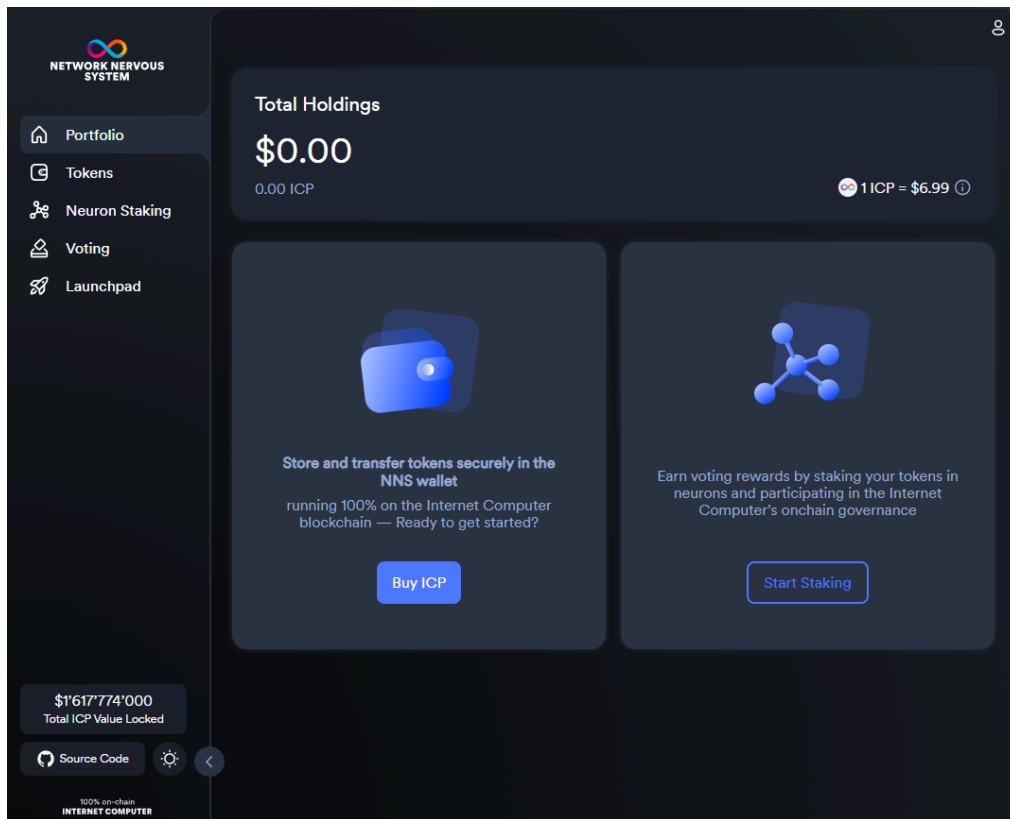 NETWORK NERVOUS
SYSTEM
Portfolio
Tokens
Neuron Staking
Voting
Launchpad
$1'617'774'000
Total ICP Value Locked
Source Code
100% on-chain
INTERNET COMPUTER
Total Holdings
$0.00
0.00 ICP
1 ICP = $6.99
Store and transfer tokens securely in the
NNS wallet
running 100% on the Internet Computer
blockchain — Ready to get started?
Buy ICP
Earn voting rewards by staking your tokens in
neurons and participating in the Internet
Computer's onchain governance
Start Staking